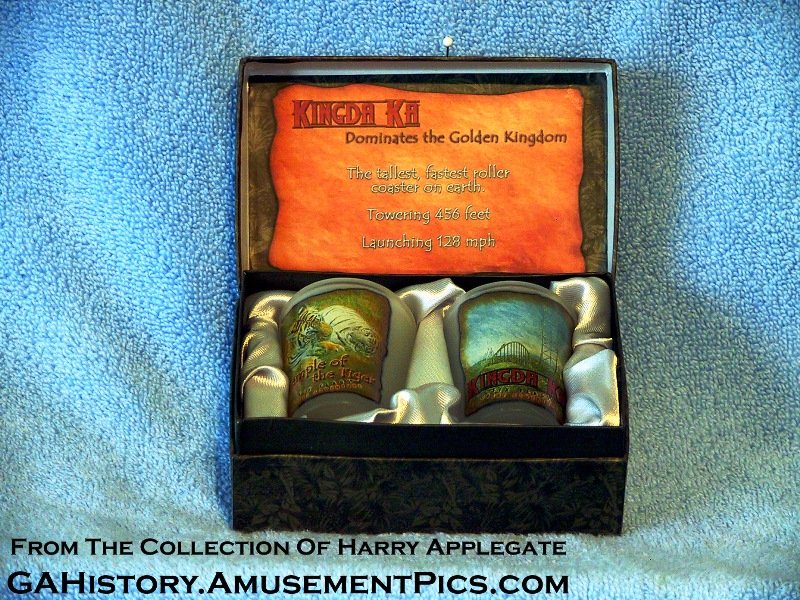 Kingda Ka
Dominates the Golden Kingdom
The tallest, fastest roller
coaster on earth.
Towering 456 feet
Launching 128 mph
of
the Tiger
Kingda
From The Collection Of Harry Applegate
GAHistory.AmusementPics.com